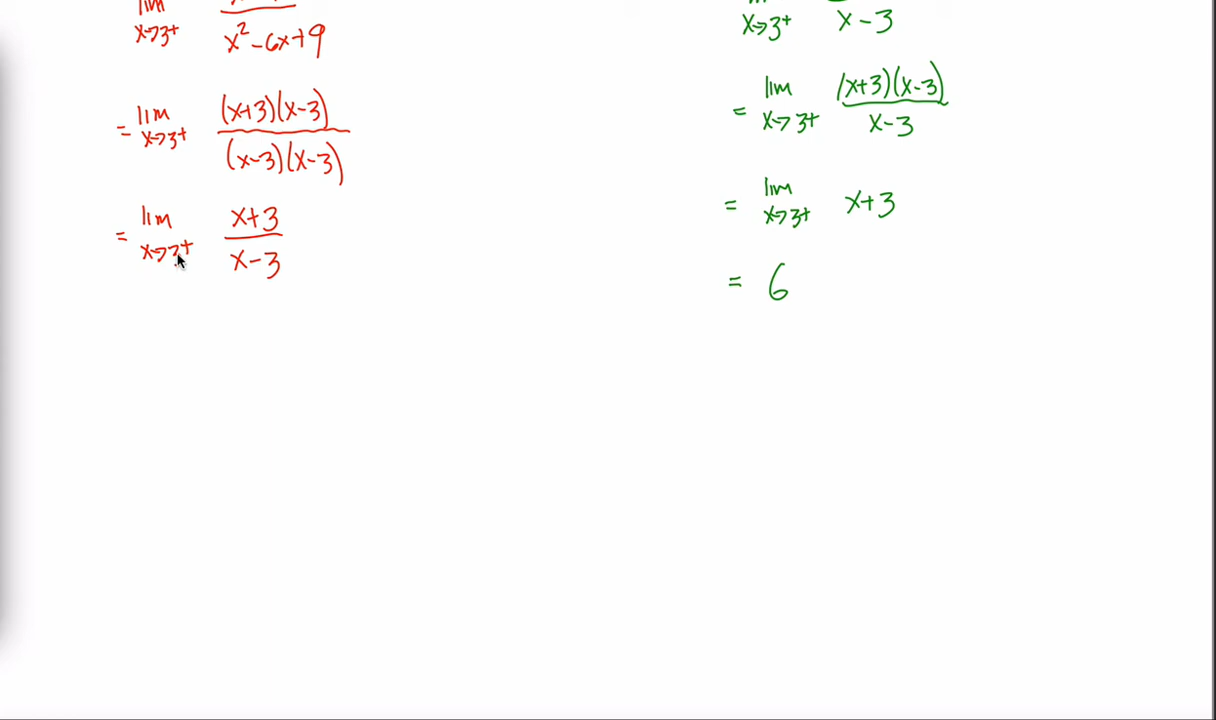 lim
x→3+ x² - 6x + 9
= lim (x+3)(x-3)
x→3+ (x-3)(x-3)
= lim x+3
x→3+ x-3
x→3+ x-3
= lim (x+3)(x-3)
x→3+ x-3
= lim x+3
x→3+
= 6